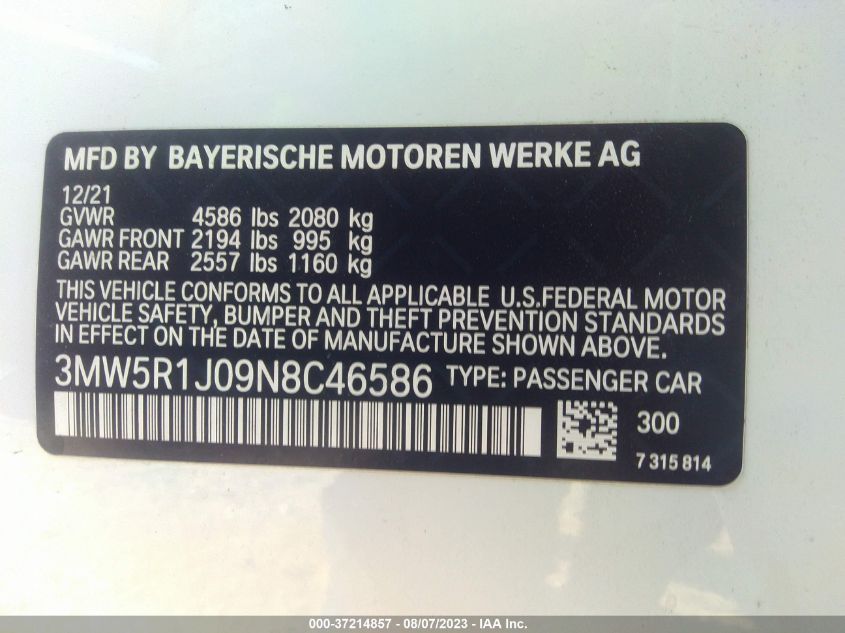 MFD BY BAYERISCHE MOTOREN WERKE AG
12/21
GVWR 4586 lbs 2080 kg
GAWR FRONT 2194 lbs 995 kg
GAWR REAR 2557 lbs 1160 kg
THIS VEHICLE CONFORMS TO ALL APPLICABLE U.S.FEDERAL MOTOR
VEHICLE SAFETY, BUMPER AND THEFT PREVENTION STANDARDS
IN EFFECT ON THE DATE OF MANUFACTURE SHOWN ABOVE.
3MW5R1J09N8C46586 TYPE: PASSENGER CAR
300
7 315 814
000-37214857 - 08/07/2023 - IAA Inc.